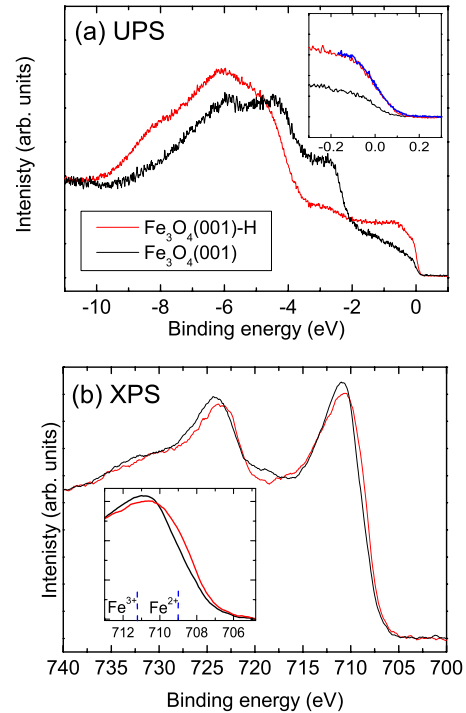 (a) UPS
Intenisty (arb. units)
-0.2 0.0 0.2
Fe3O4(001)-H
Fe3O4(001)
-10 -8 -6 -4 -2 0
Binding energy (eV)
(b) XPS
Intenisty (arb. units)
Fe3+ Fe2+
712 710 708 706
740 735 730 725 720 715 710 705 700
Binding energy (eV)